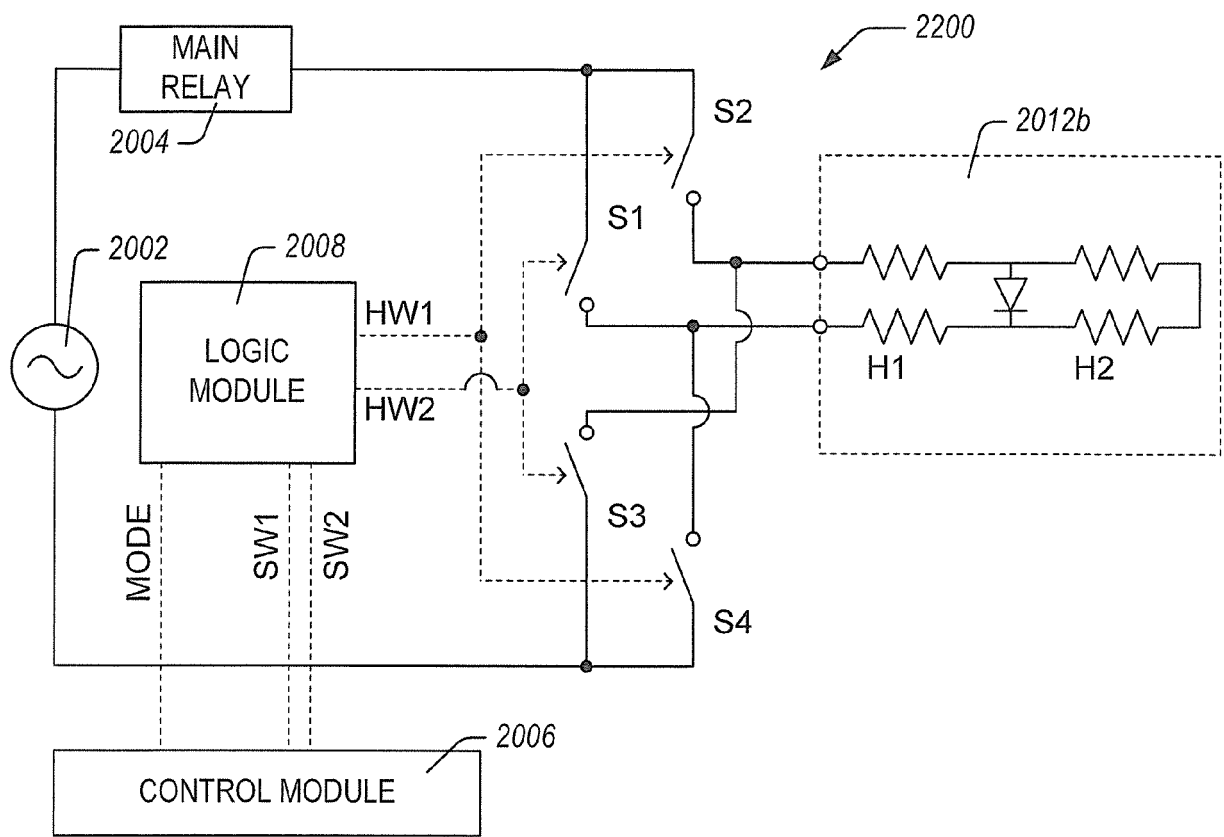 2200
MAIN
RELAY
2004
S2
2012b
S1
2002
2008
HW1
LOGIC
MODULE
HW2
H1
H2
MODE
SW1
SW2
S3
S4
2006
CONTROL MODULE